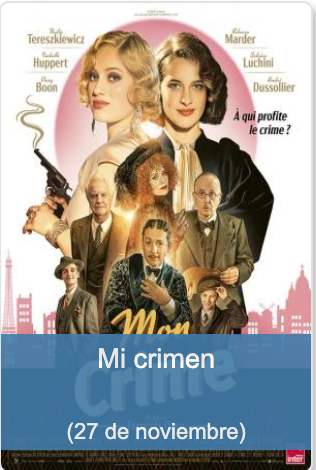 Nadia
Tereszkiewicz
Rebecca
Marder
Isabelle
Huppert
Fabrice
Luchini
Dany
Boon
André
Dussollier
À qui profite
le crime ?
Mon
Crime
Mi crimen
(27 de noviembre)
inter